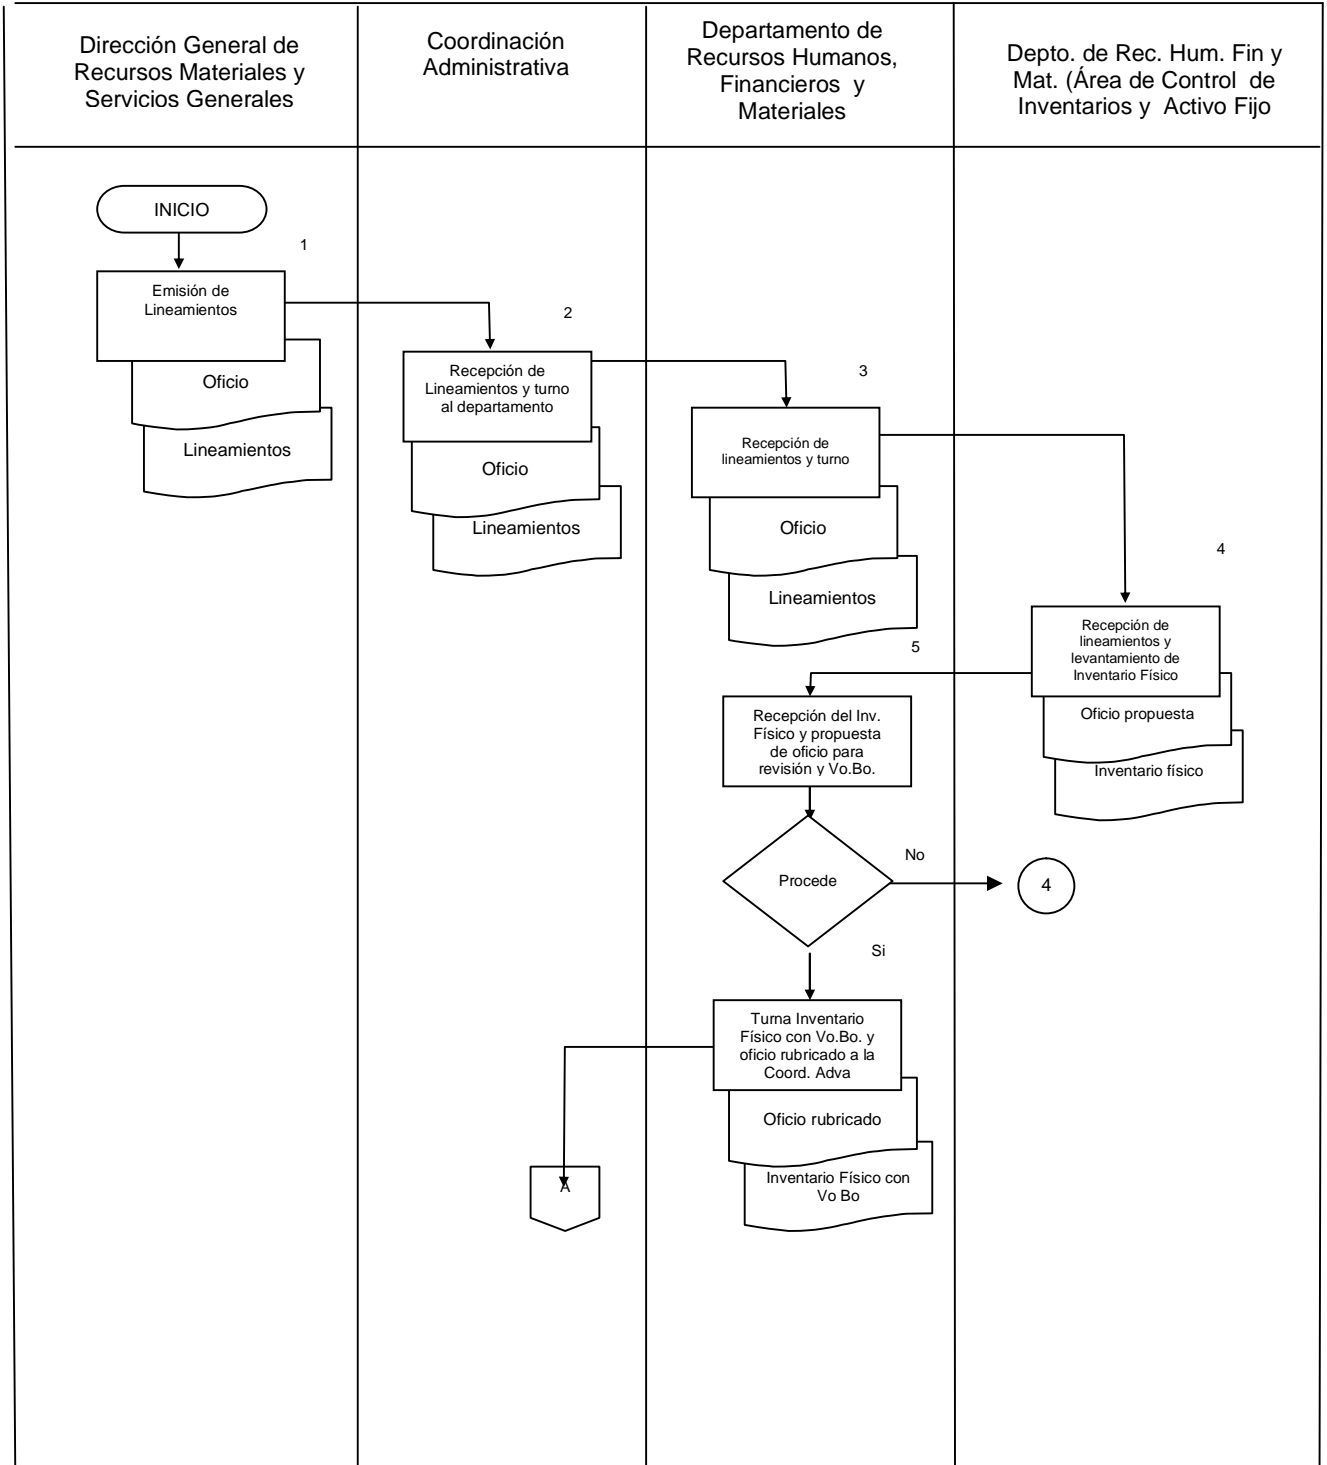 Dirección General de
Recursos Materiales y
Servicios Generales
Coordinación
Administrativa
Departamento de
Recursos Humanos,
Financieros y
Materiales
Depto. de Rec. Hum. Fin y
Mat. (Área de Control de
Inventarios y Activo Fijo
INICIO
1
Emisión de
Lineamientos
Oficio
Lineamientos
2
Recepción de
Lineamientos y turno
al departamento
Oficio
Lineamientos
3
Recepción de
lineamientos y turno
Oficio
Lineamientos
4
Recepción de
lineamientos y
levantamiento de
Inventario Físico
Oficio propuesta
Inventario físico
5
Recepción del Inv.
Físico y propuesta
de oficio para
revisión y Vo.Bo.
Procede
No
4
Si
Turna Inventario
Físico con Vo.Bo. y
oficio rubricado a la
Coord. Adva
Oficio rubricado
Inventario Físico con
Vo Bo
A